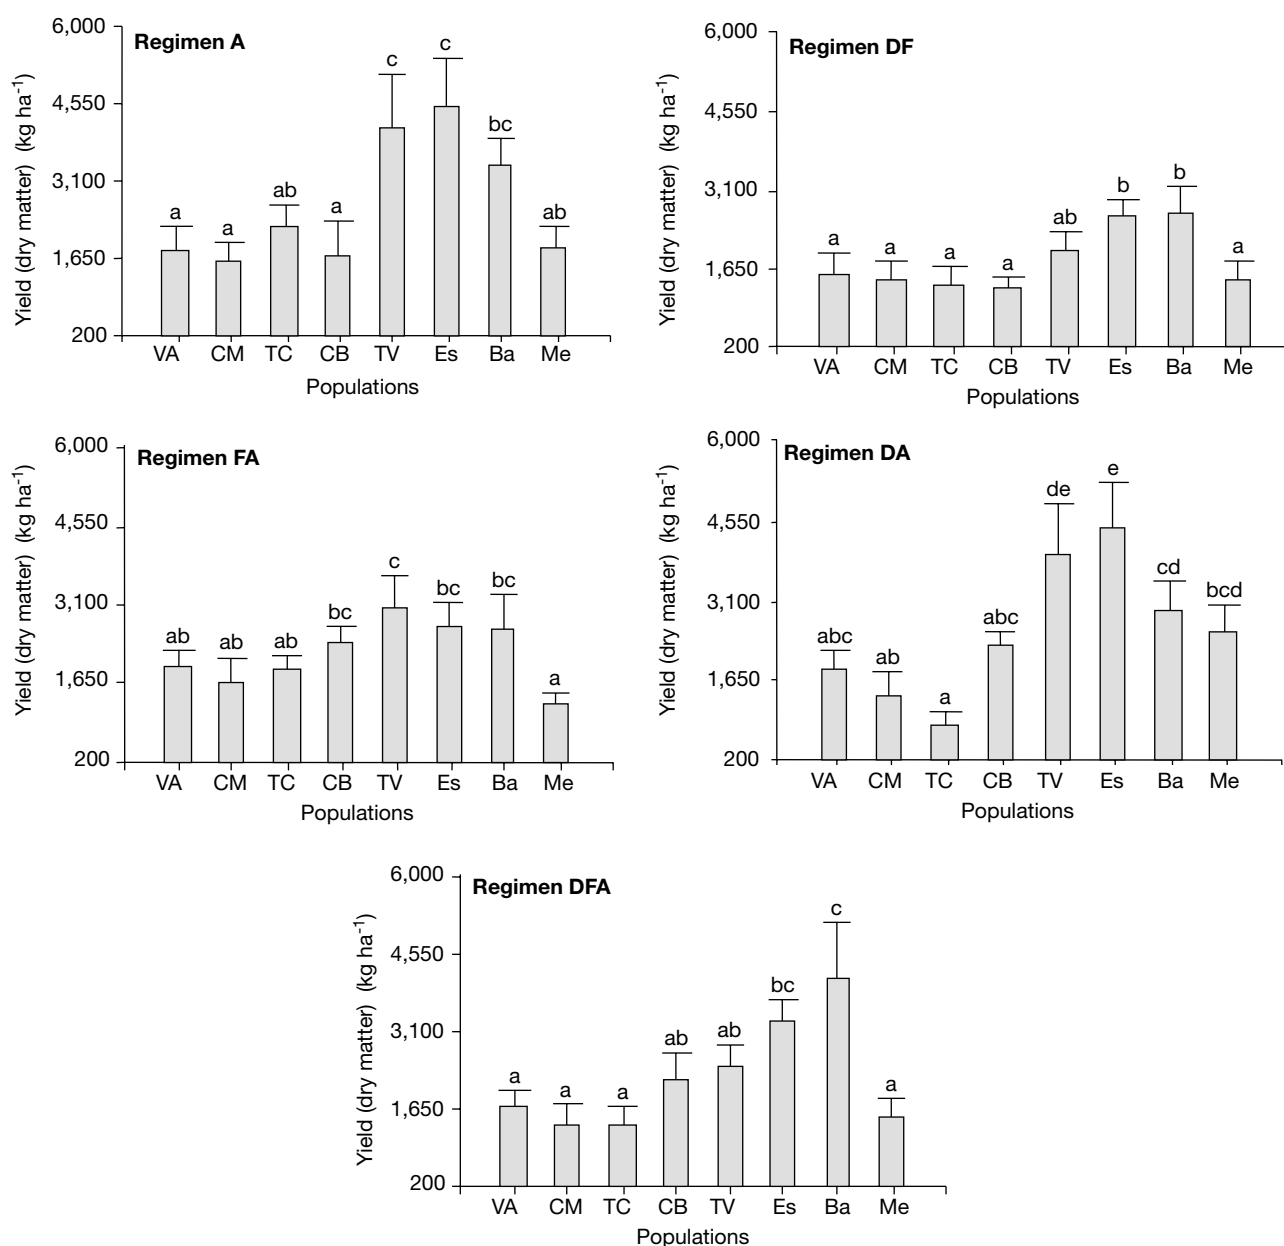 Regimen A
Yield (dry matter) (kg ha-1)
6,000
4,550
3,100
1,650
200
a
a
ab
a
c
c
bc
ab
VA CM TC CB TV Es Ba Me
Populations
Regimen DF
Yield (dry matter) (kg ha-1)
6,000
4,550
3,100
1,650
200
a
a
a
a
ab
b
b
a
VA CM TC CB TV Es Ba Me
Populations
Regimen FA
Yield (dry matter) (kg ha-1)
6,000
4,550
3,100
1,650
200
ab
ab
ab
bc
c
bc
bc
a
VA CM TC CB TV Es Ba Me
Populations
Regimen DA
Yield (dry matter) (kg ha-1)
6,000
4,550
3,100
1,650
200
abc
ab
a
abc
de
e
cd
bcd
VA CM TC CB TV Es Ba Me
Populations
Regimen DFA
Yield (dry matter) (kg ha-1)
6,000
4,550
3,100
1,650
200
a
a
a
ab
ab
bc
c
a
VA CM TC CB TV Es Ba Me
Populations